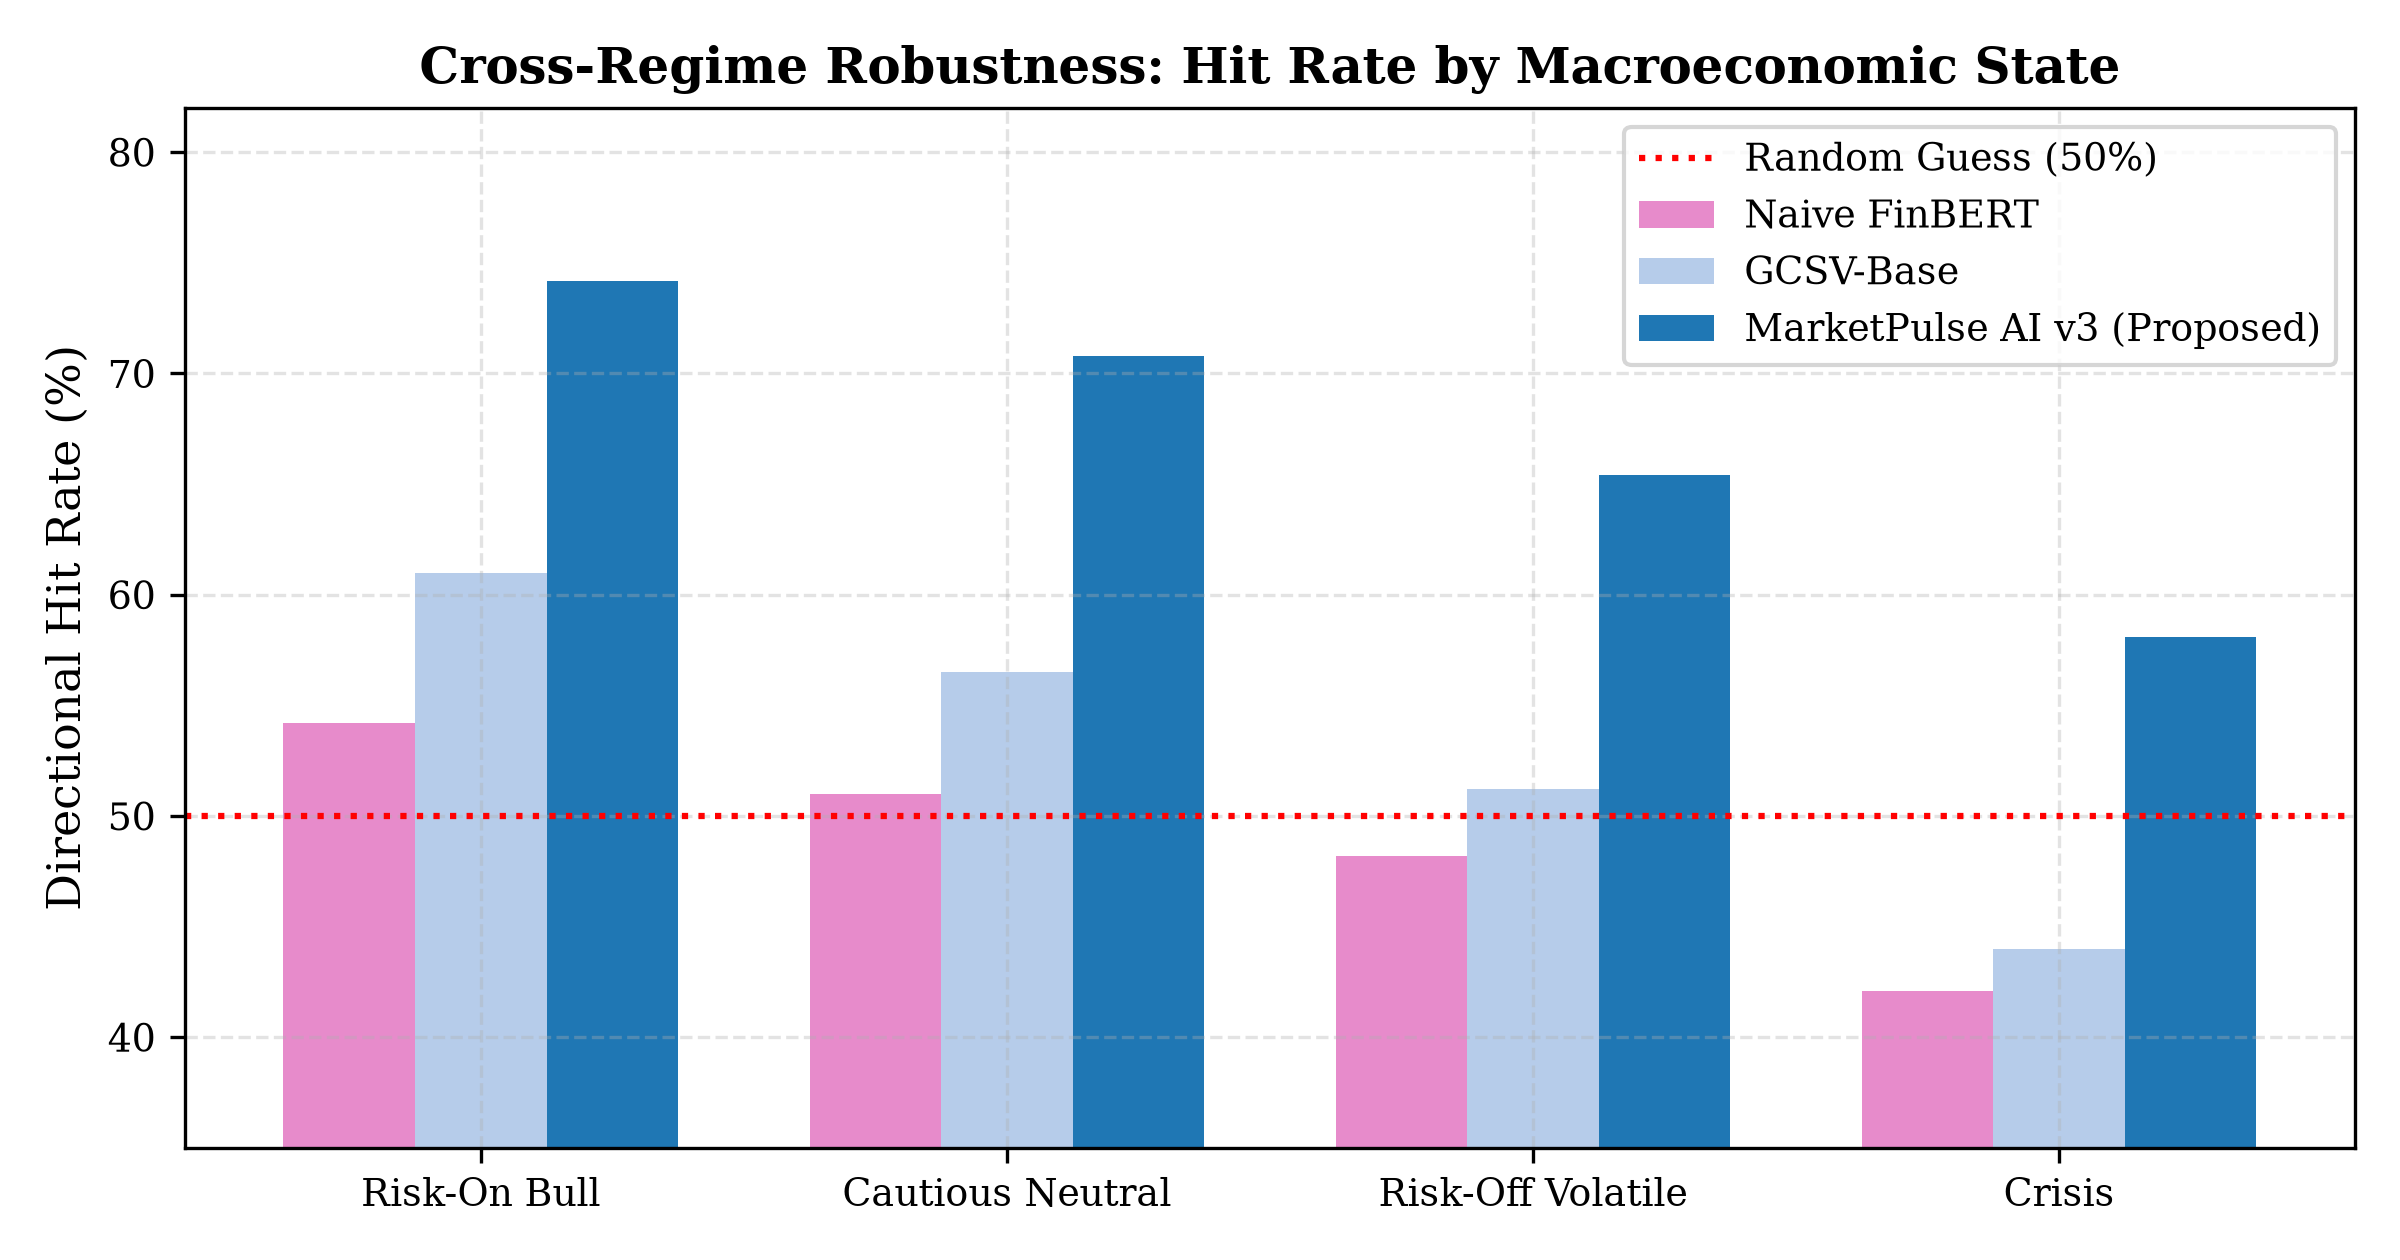 Cross-Regime Robustness: Hit Rate by Macroeconomic State
Directional Hit Rate (%)
80
70
60
50
40
Random Guess (50%)
Naive FinBERT
GCSV-Base
MarketPulse AI v3 (Proposed)
Risk-On Bull
Cautious Neutral
Risk-Off Volatile
Crisis